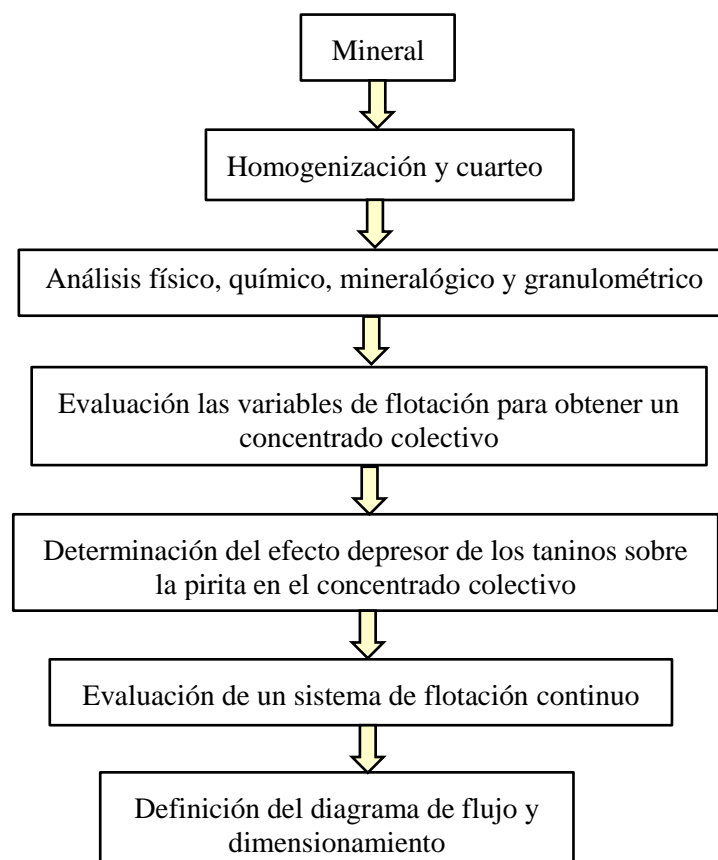 Mineral
Homogenización y cuarteo
Análisis físico, químico, mineralógico y granulométrico
Evaluación las variables de flotación para obtener un
concentrado colectivo
Determinación del efecto depresor de los taninos sobre
la pirita en el concentrado colectivo
Evaluación de un sistema de flotación continuo
Definición del diagrama de flujo y
dimensionamiento